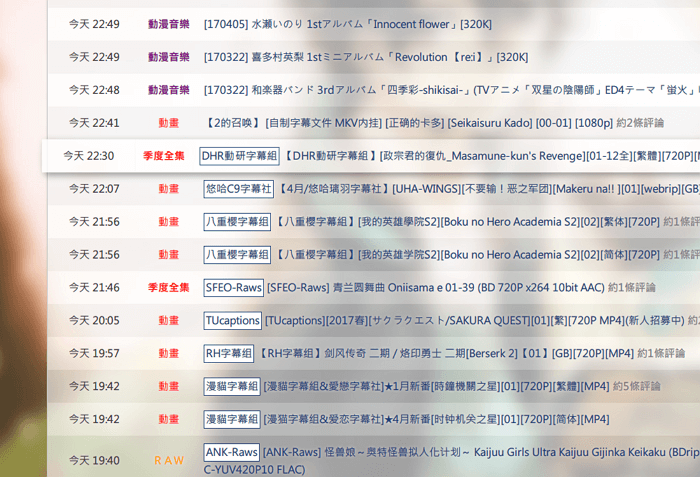 今天 22:49 動漫音樂 [170405] 水瀬いのり 1stアルバム「Innocent flower」[320K]
今天 22:49 動漫音樂 [170322] 喜多村英梨 1stミニアルバム「Revolution 【re:i】」[320K]
今天 22:48 動漫音樂 [170322] 和楽器バンド 3rdアルバム「四季彩-shikisai-」(TVアニメ「双星の陰陽師」ED4テーマ「蛍火」
今天 22:41 動畫 【2的召唤】 [自制字幕文件 MKV内挂] [正确的卡多] [Seikaisuru Kado] [00-01] [1080p] 約2條評論
今天 22:30 季度全集 DHR動研字幕組 【DHR動研字幕組】[政宗君的復仇_Masamune-kun's Revenge][01-12全][繁體][720P][M
今天 22:07 動畫 悠哈C9字幕社 【4月/悠哈璃羽字幕社】[UHA-WINGS][不要输！恶之军团][Makeru na!! ][01][webrip][GB]
今天 21:56 動畫 八重櫻字幕組 【八重櫻字幕組】[我的英雄學院S2][Boku no Hero Academia S2][02][繁体][720P] 約1條評
今天 21:56 動畫 八重櫻字幕組 【八重櫻字幕組】[我的英雄学院S2][Boku no Hero Academia S2][02][简体][720P] 約1條評
今天 21:46 季度全集 SFEO-Raws [SFEO-Raws] 青兰圆舞曲 Oniisama e 01-39 (BD 720P x264 10bit AAC) 約1條評論
今天 20:05 動畫 TUcaptions [TUcaptions][2017春][サクラクエスト/SAKURA QUEST][01][繁][720P MP4](新人招募中) 約2
今天 19:57 動畫 RH字幕組 【RH字幕組】剑风传奇 二期 / 烙印勇士 二期[Berserk 2]【01】[GB][720P][MP4] 約1條評論
今天 19:42 動畫 漫貓字幕組 [漫猫字幕組&愛戀字幕社]★1月新番[時鐘機關之星][01][720P][繁體][MP4] 約5條評論
今天 19:42 動畫 漫貓字幕組 [漫猫字幕組&爱恋字幕社]★4月新番[时钟机关之星][01][720P][简体][MP4]
今天 19:40 R A W ANK-Raws [ANK-Raws] 怪兽娘～奥特怪兽拟人化计划～ Kaijuu Girls Ultra Kaijuu Gijinka Keikaku (BDrip
C-YUV420P10 FLAC)